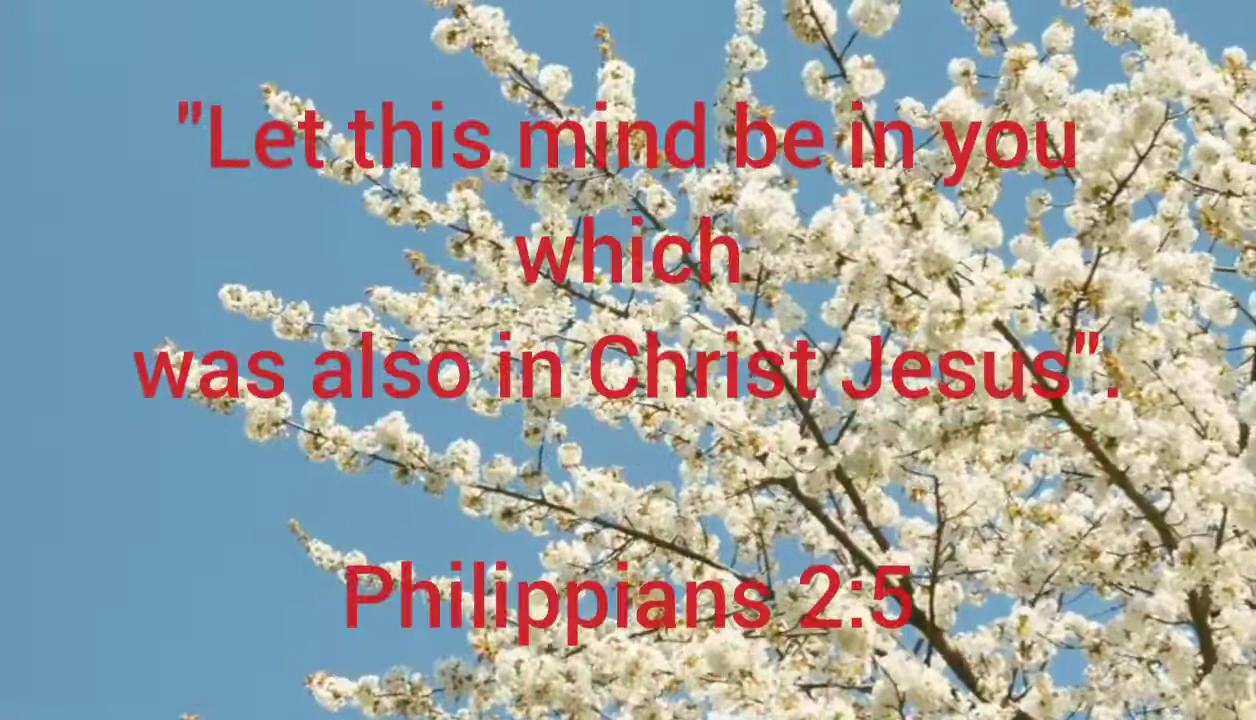 "Let this mind be in you
which
was also in Christ Jesus".
Philippians 2:5